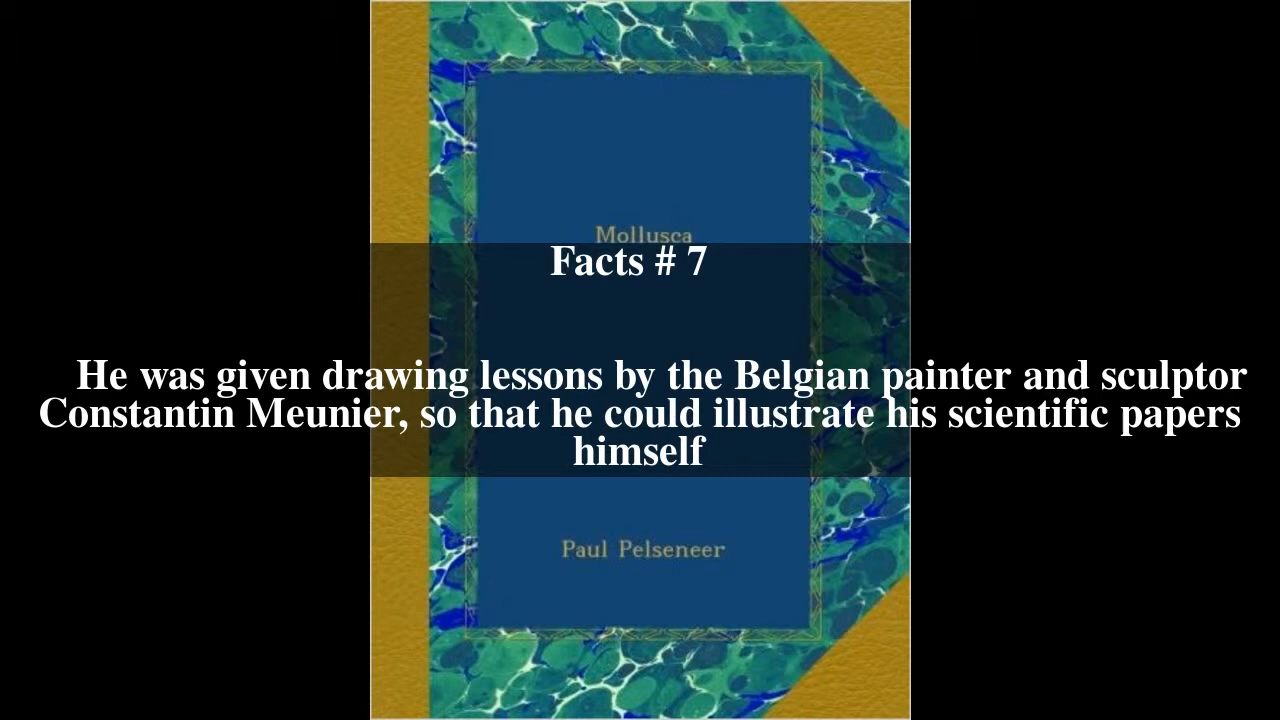 Mollusca
Facts # 7
He was given drawing lessons by the Belgian painter and sculptor
Constantin Meunier, so that he could illustrate his scientific papers
himself
Paul Pelseneer